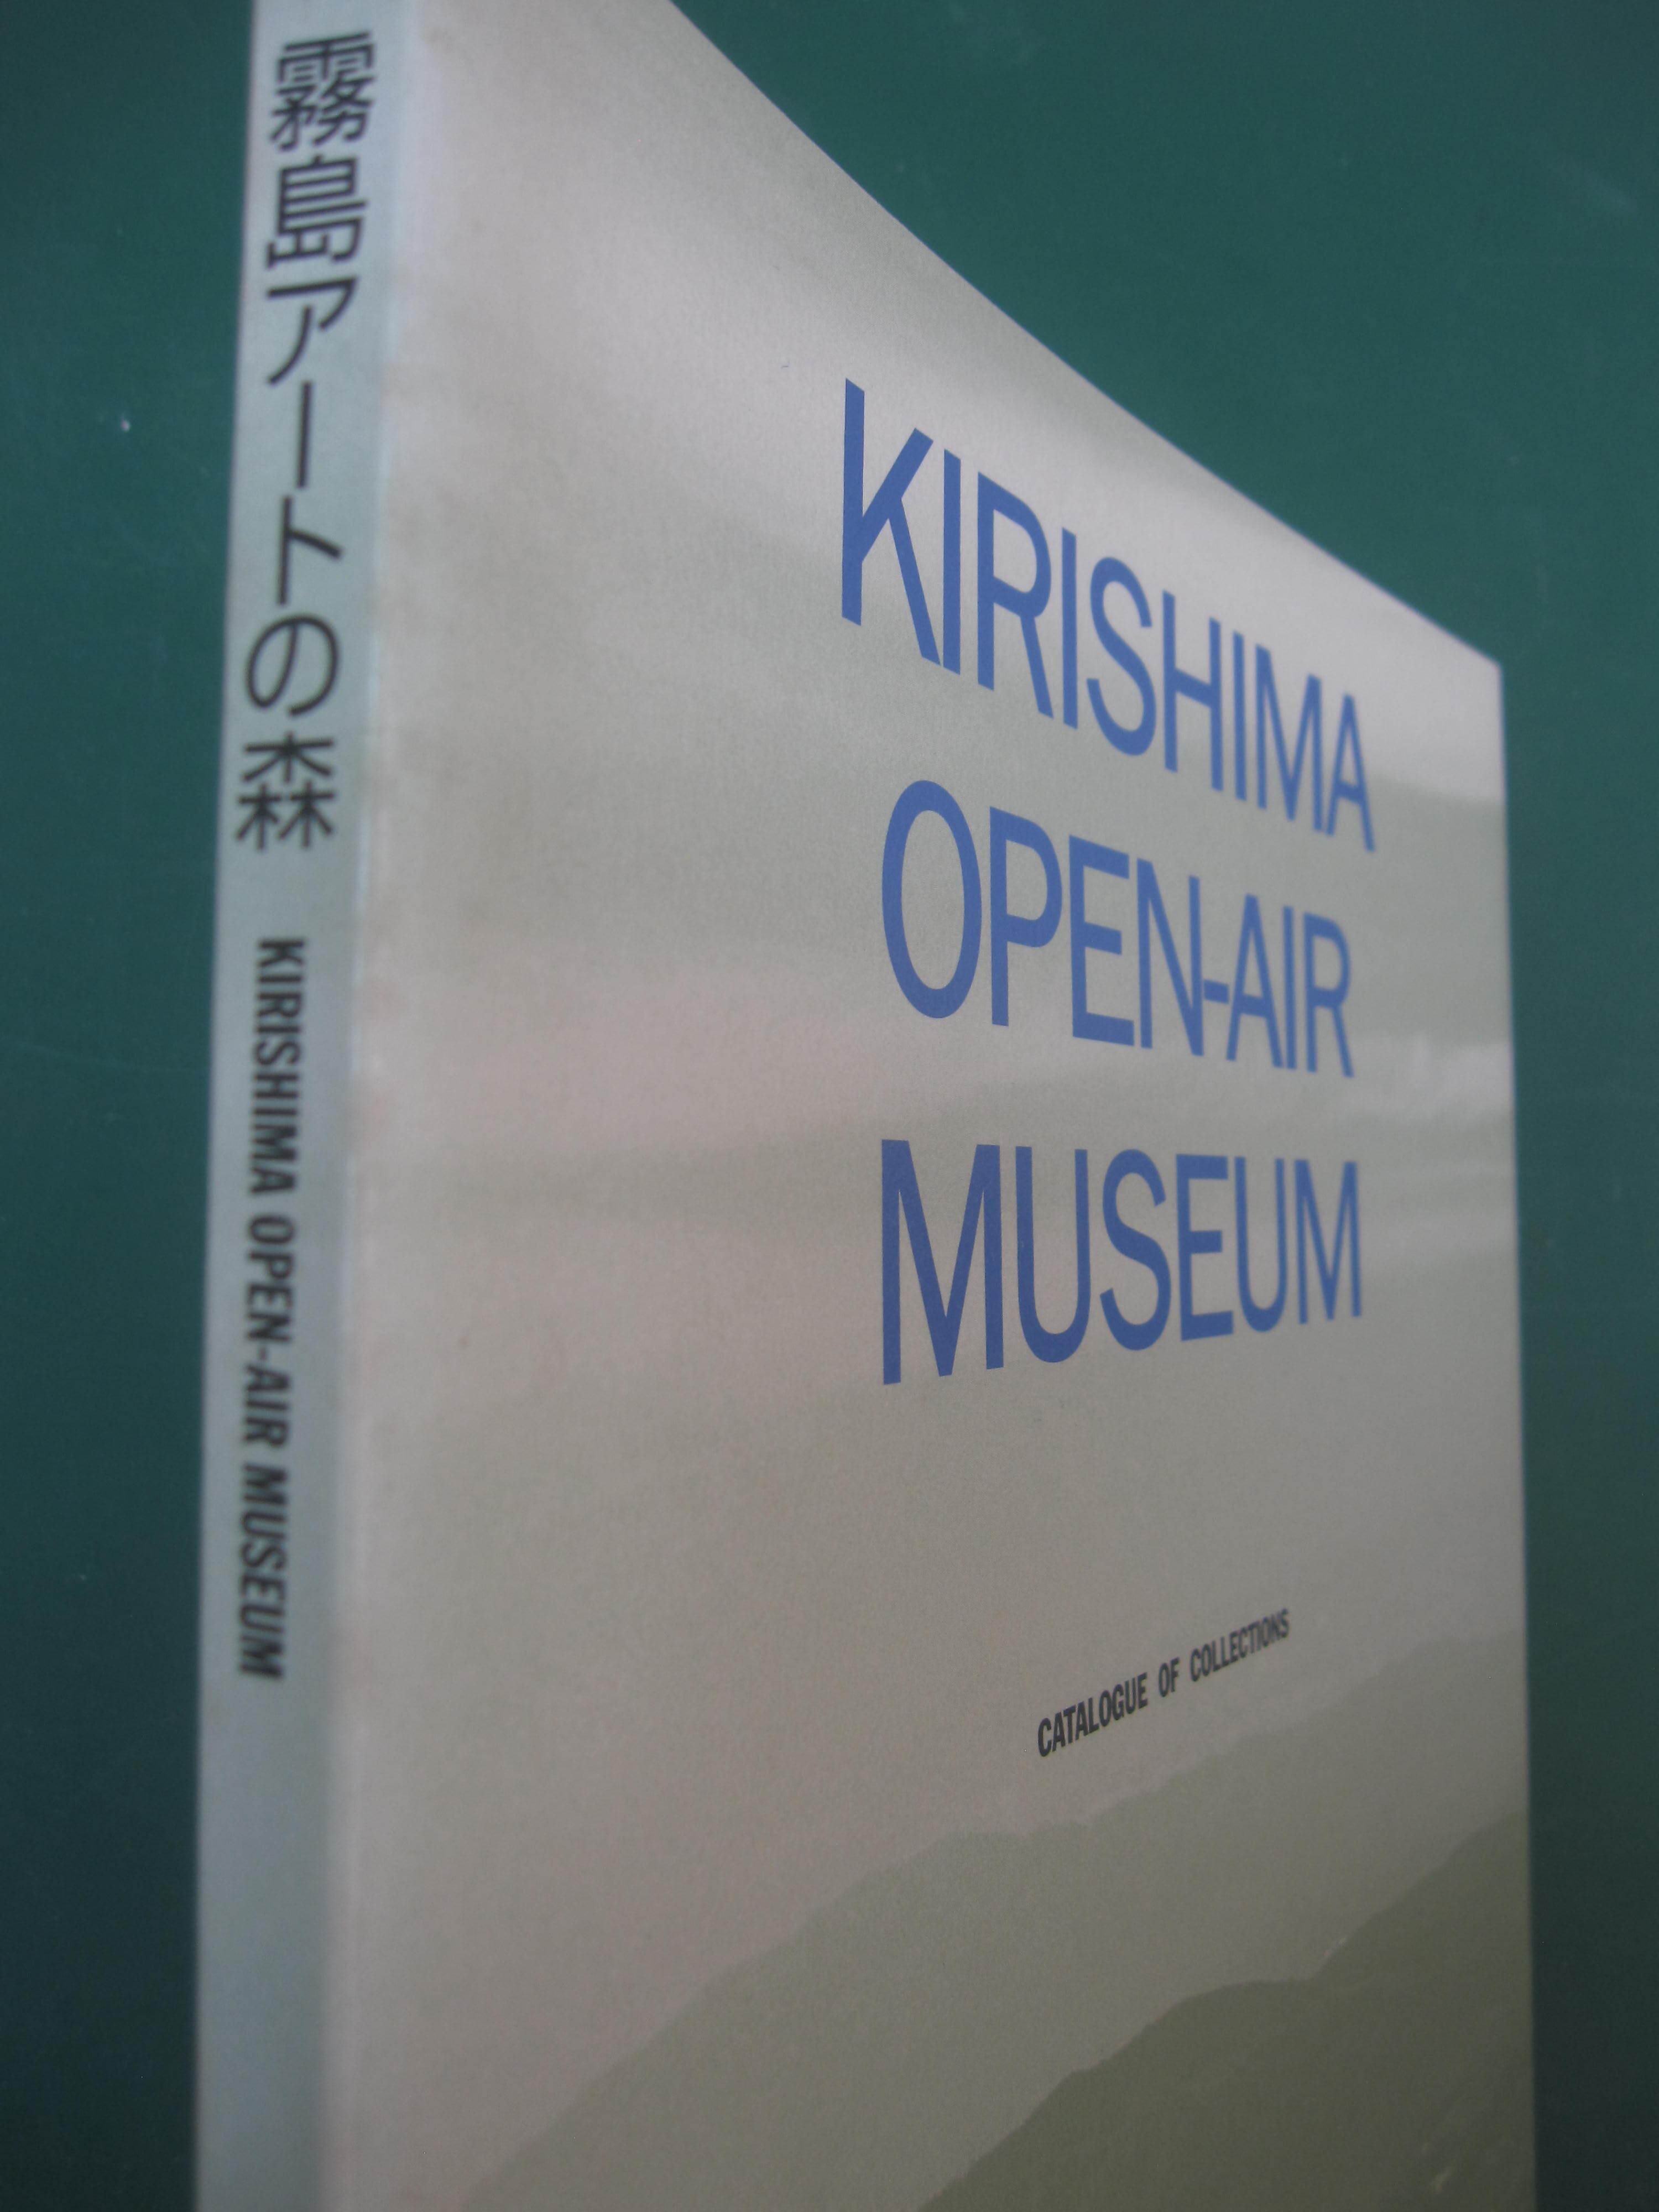 霧島アートの森 KIRISHIMA OPEN-AIR MUSEUM
KIRISHIMA
OPEN-AIR
MUSEUM
CATALOGUE OF COLLECTIONS